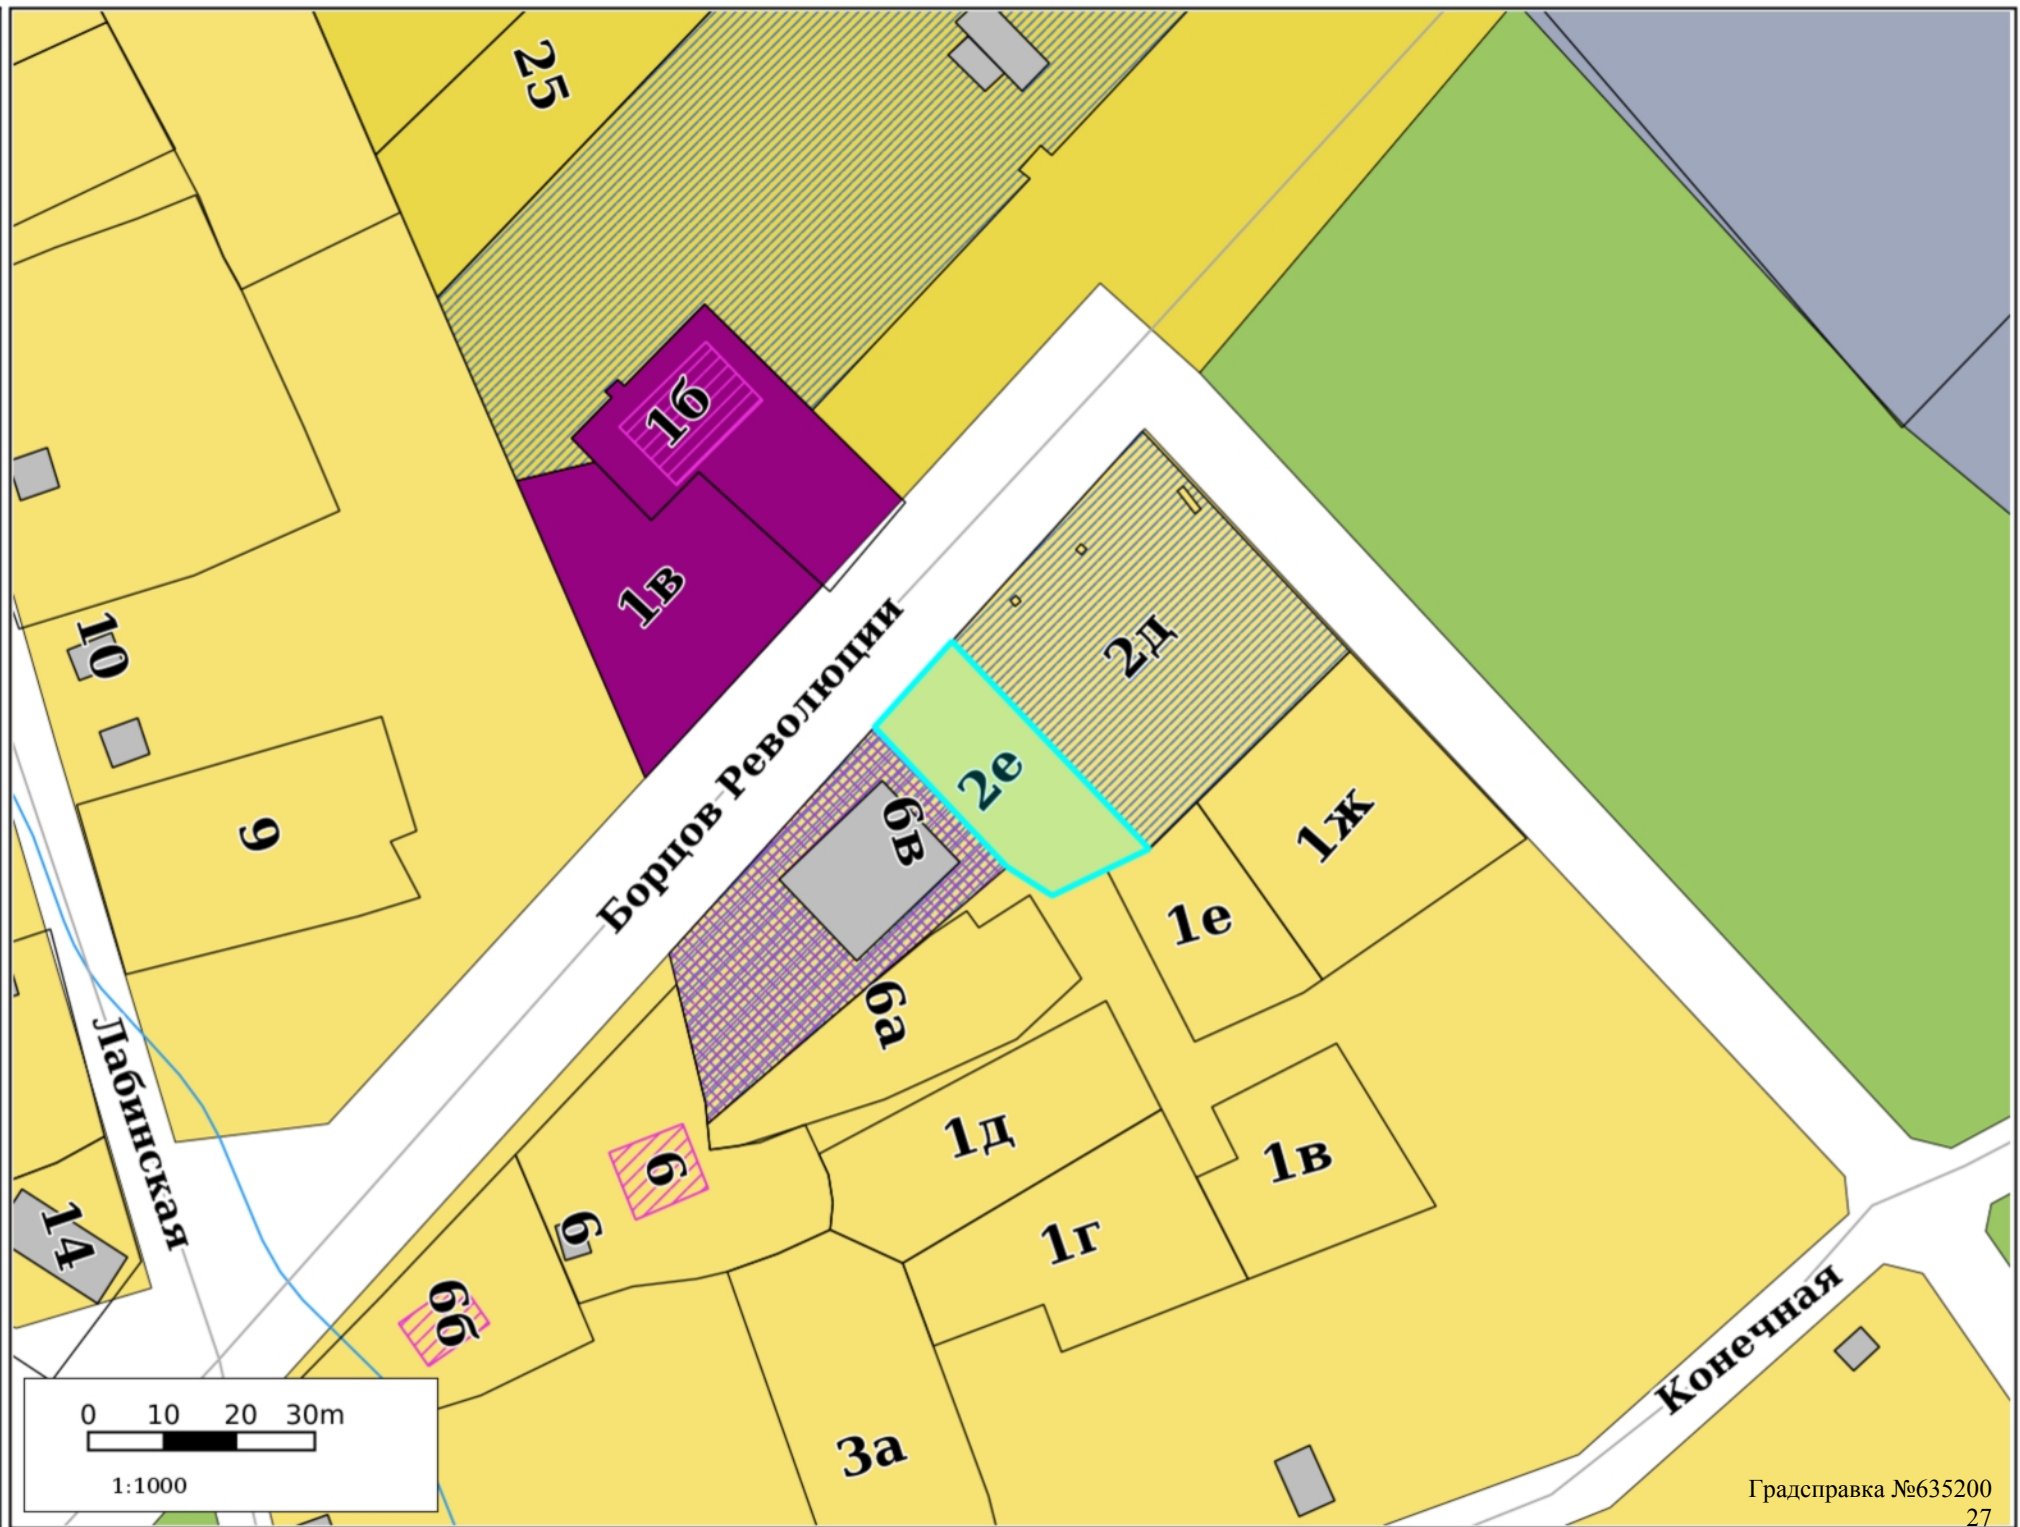 25
1б
1в
10
9
Борцов Революции
2д
2е
6в
1ж
1е
6а
Лабинская
14
6
6
6б
1д
1в
1г
3а
Конечная
0 10 20 30m
1:1000
Градсправка №635200
27